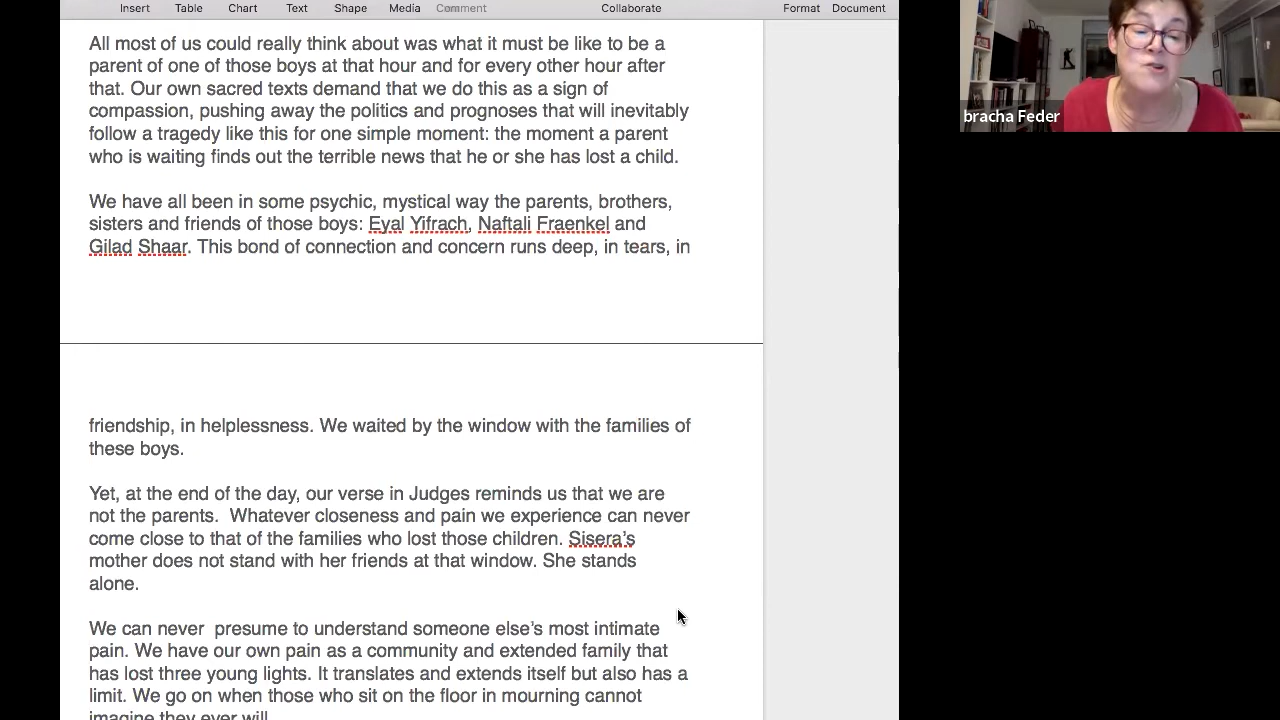 Insert Table Chart Text Shape Media Comment Collaborate Format Document
All most of us could really think about was what it must be like to be a
parent of one of those boys at that hour and for every other hour after
that. Our own sacred texts demand that we do this as a sign of
compassion, pushing away the politics and prognoses that will inevitably
follow a tragedy like this for one simple moment: the moment a parent
who is waiting finds out the terrible news that he or she has lost a child.
We have all been in some psychic, mystical way the parents, brothers,
sisters and friends of those boys: Eyal Yifrach, Naftali Fraenkel and
Gilad Shaar. This bond of connection and concern runs deep, in tears, in
friendship, in helplessness. We waited by the window with the families of
these boys.
Yet, at the end of the day, our verse in Judges reminds us that we are
not the parents.  Whatever closeness and pain we experience can never
come close to that of the families who lost those children. Sisera’s
mother does not stand with her friends at that window. She stands
alone.
We can never  presume to understand someone else’s most intimate
pain. We have our own pain as a community and extended family that
has lost three young lights. It translates and extends itself but also has a
limit. We go on when those who sit on the floor in mourning cannot
imagine they ever will.
bracha Feder